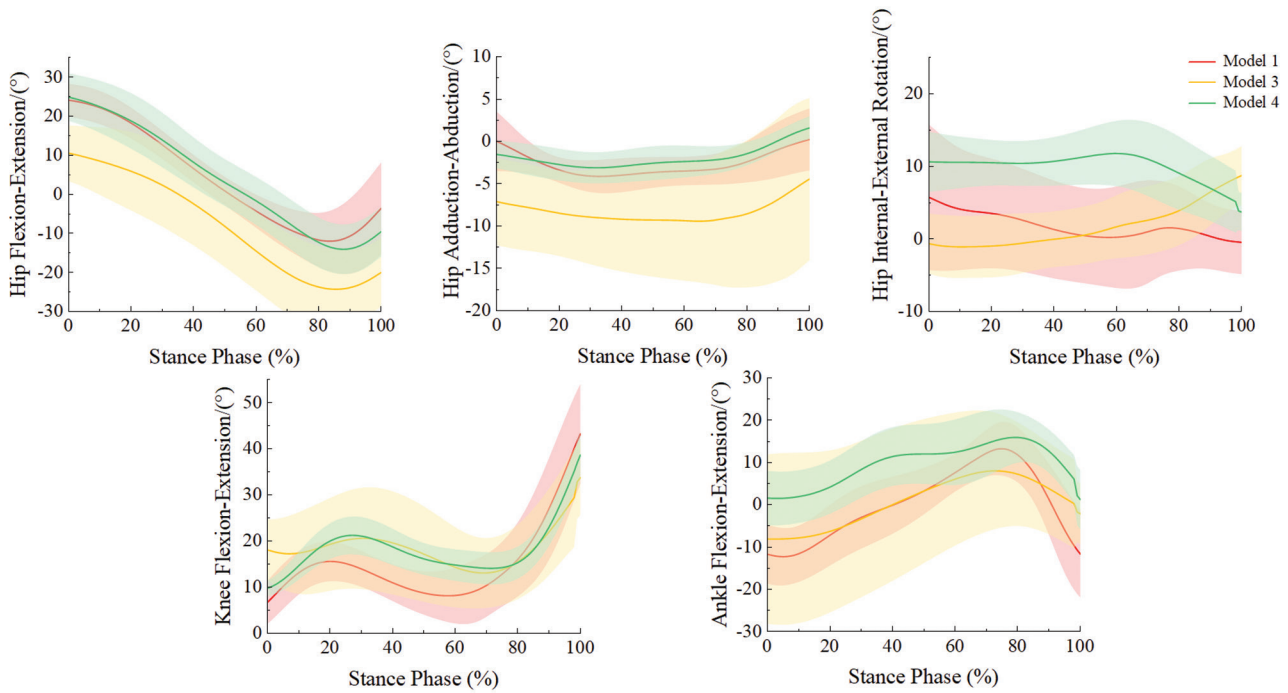 Hip Flexion-Extension/(°)
30
20
10
0
-10
-20
-30
0 20 40 60 80 100
Stance Phase (%)
Hip Adduction-Abduction/(°)
10
5
0
-5
-10
-15
-20
0 20 40 60 80 100
Stance Phase (%)
Hip Internal-External Rotation/(°)
20
10
0
-10
0 20 40 60 80 100
Stance Phase (%)
Model 1
Model 3
Model 4
Knee Flexion-Extension/(°)
50
40
30
20
10
0
0 20 40 60 80 100
Stance Phase (%)
Ankle Flexion-Extension/(°)
30
20
10
0
-10
-20
-30
0 20 40 60 80 100
Stance Phase (%)